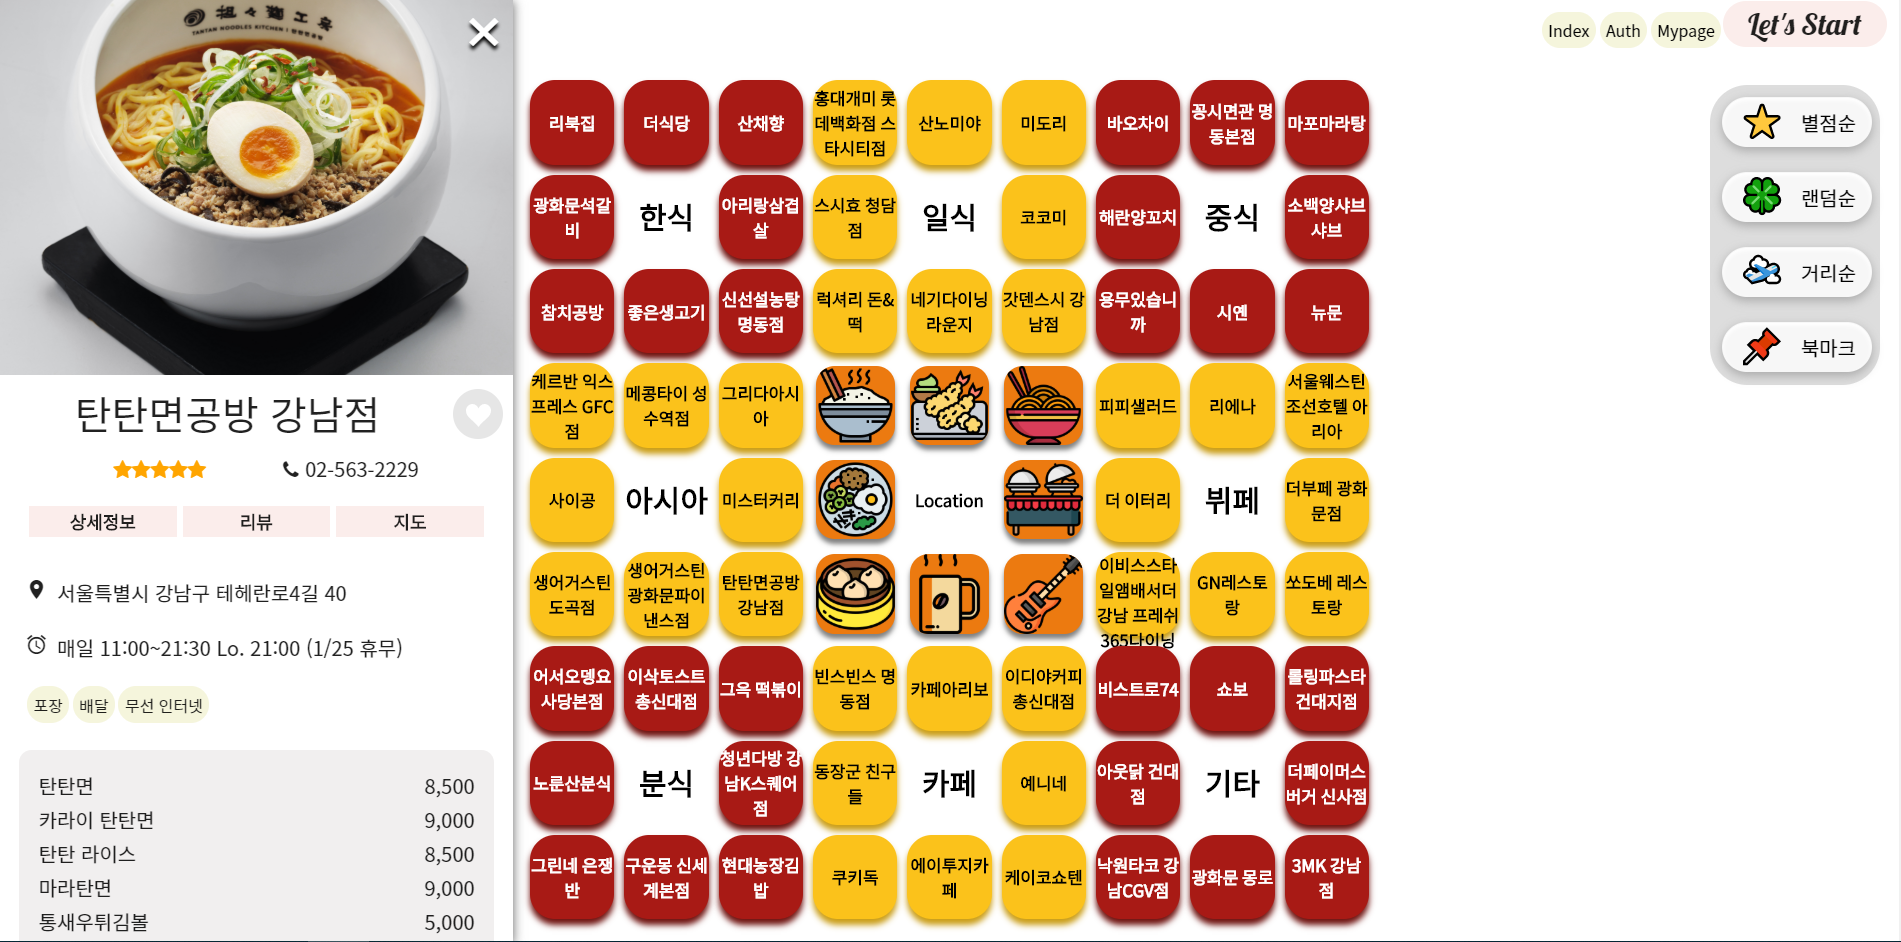 TANTAN NOODLES KITCHEN
탄탄면공방 강남점
02-563-2229
상세정보 리뷰 지도
서울특별시 강남구 테헤란로4길 40
매일 11:00~21:30 Lo. 21:00 (1/25 휴무)
포장 배달 무선 인터넷
탄탄면 8,500
카라이 탄탄면 9,000
탄탄 라이스 8,500
마라탄면 9,000
통새우튀김볼 5,000
Index Auth Mypage Let's Start
리북집
더식당
산채향
홍대개미 롯
데백화점 스
타시티점
산노미야
미도리
바오차이
꽁시면관 명
동본점
마포마라탕
광화문석갈
비
한식
아리랑삼겹
살
스시효 청담
점
일식
코코미
해란양꼬치
중식
소백양샤브
샤브
참치공방
좋은생고기
신선설농탕
명동점
럭셔리 돈&
떡
네기다이닝
라운지
갓덴스시 강
남점
용무있습니
까
시옌
뉴문
케르반 익스
프레스 GFC
점
메콩타이 성
수역점
그리다아시
아
피피샐러드
리에나
서울웨스틴
조선호텔 아
리아
사이공
아시아
미스터커리
Location
더 이터리
뷔페
더부페 광화
문점
생어거스틴
도곡점
생어거스틴
광화문파이
낸스점
탄탄면공방
강남점
이비스스타
일앰배서더
강남 프레쉬
365다이닝
GN레스토
랑
쏘도베 레스
토랑
어서오뎅요
사당본점
이삭토스트
총신대점
그옥 떡볶이
빈스빈스 명
동점
카페아리보
이디야커피
총신대점
비스트로74
쇼보
롤링파스타
건대지점
노룬산분식
분식
청년다방 강
남K스퀘어
점
동장군 친구
들
카페
예니네
아웃닭 건대
점
기타
더페이머스
버거 신사점
그린네 은쟁
반
구운몽 신세
계본점
현대농장김
밥
쿠키독
에이투지카
페
케이코쇼텐
낙원타코 강
남CGV점
광화문 몽로
3MK 강남
점
별점순
랜덤순
거리순
북마크